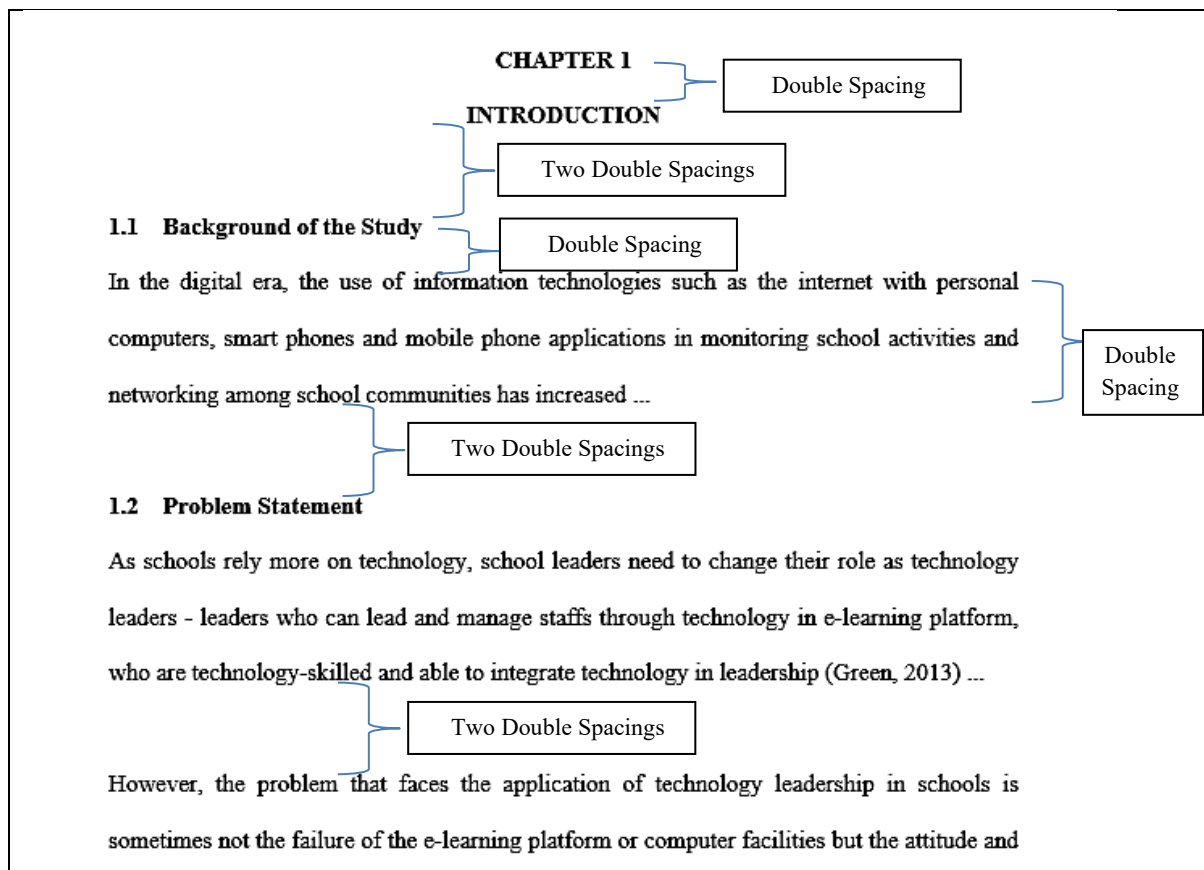 CHAPTER 1
Double Spacing
INTRODUCTION
Two Double Spacings
1.1 Background of the Study
Double Spacing
In the digital era, the use of information technologies such as the internet with personal
computers, smart phones and mobile phone applications in monitoring school activities and
Double
Spacing
networking among school communities has increased ...
Two Double Spacings
1.2 Problem Statement
As schools rely more on technology, school leaders need to change their role as technology
leaders - leaders who can lead and manage staffs through technology in e-learning platform,
who are technology-skilled and able to integrate technology in leadership (Green, 2013) ...
Two Double Spacings
However, the problem that faces the application of technology leadership in schools is
sometimes not the failure of the e-learning platform or computer facilities but the attitude and